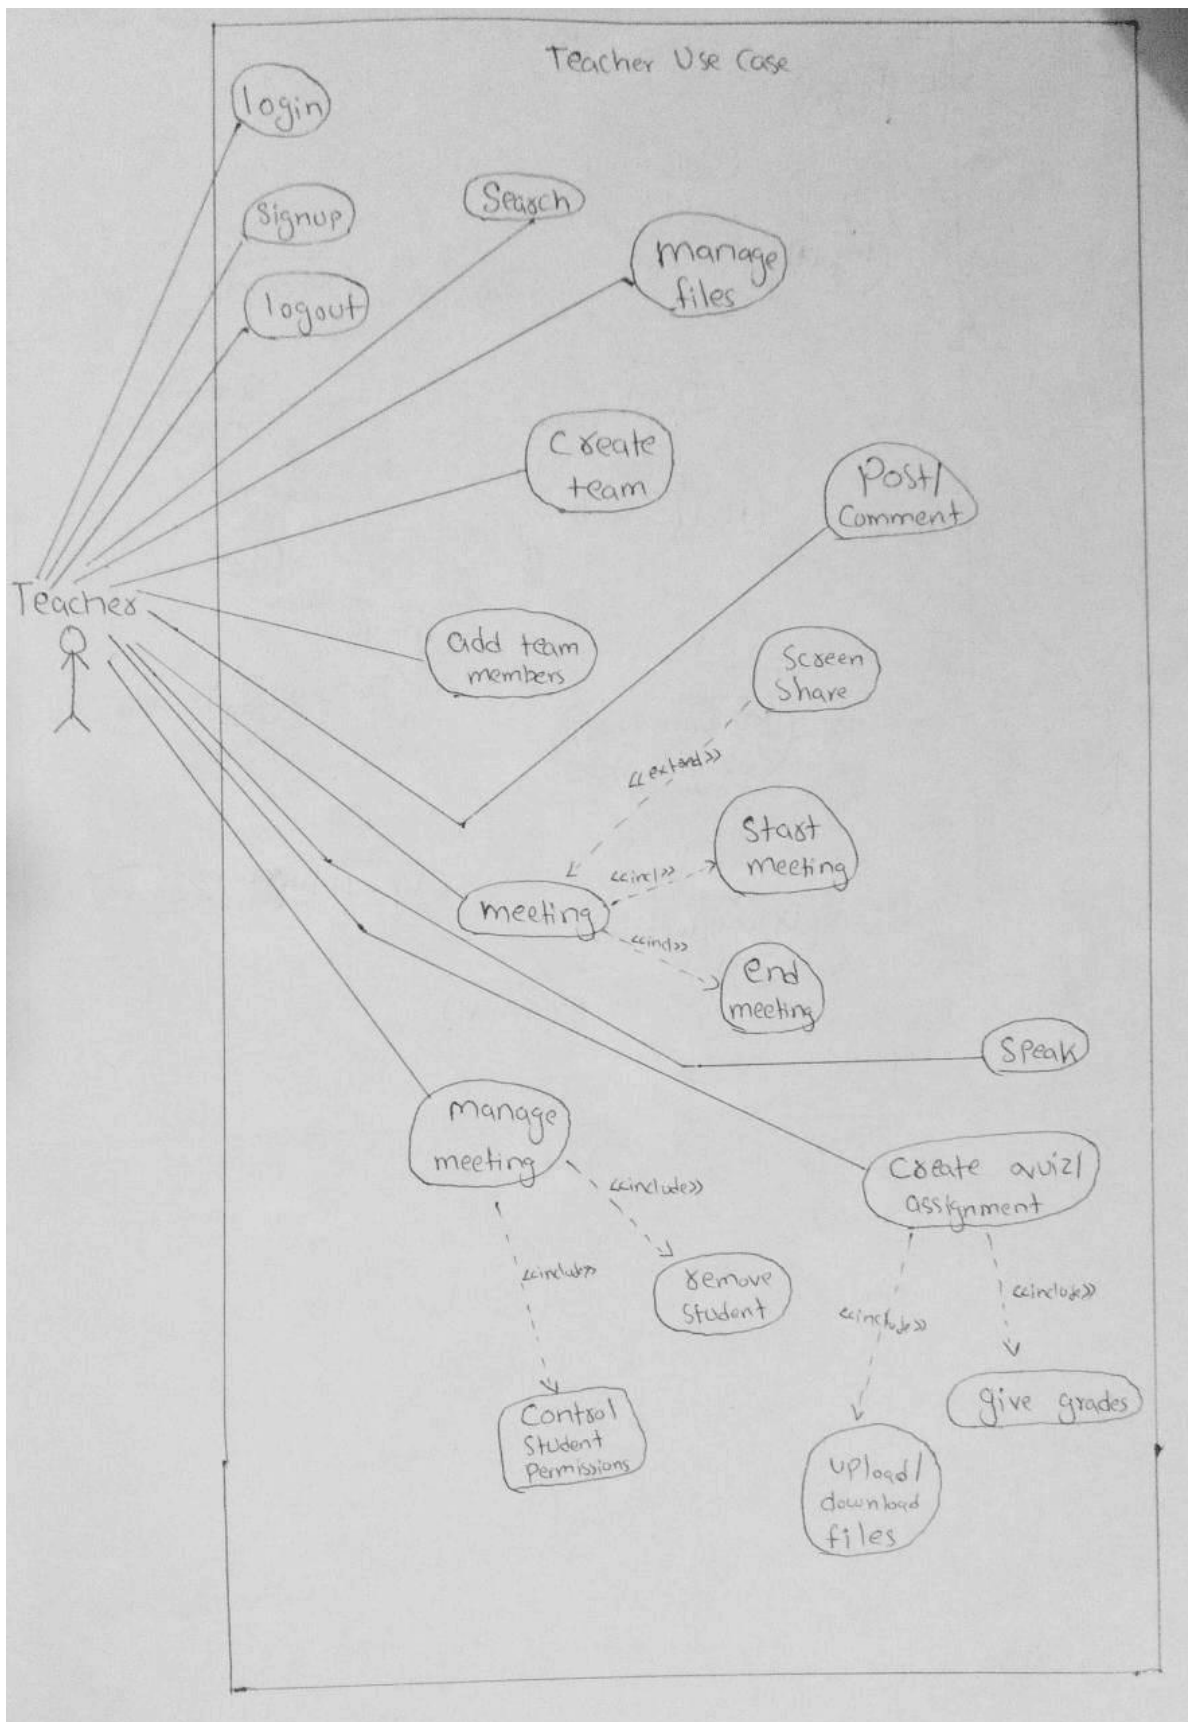 Teacher Use Case
login
Signup
logout
Search
manage
files
Create
team
Post/
Comment
Teacher
add team
members
Screen
Share
<<extend>>
Start
meeting
<<incl>>
meeting
<<incl>>
end
meeting
Speak
manage
meeting
<<include>>
Create quiz/
assignment
<<include>>
remove
Student
<<include>>
<<include>>
give grades
Control
Student
Permissions
upload/
download
files